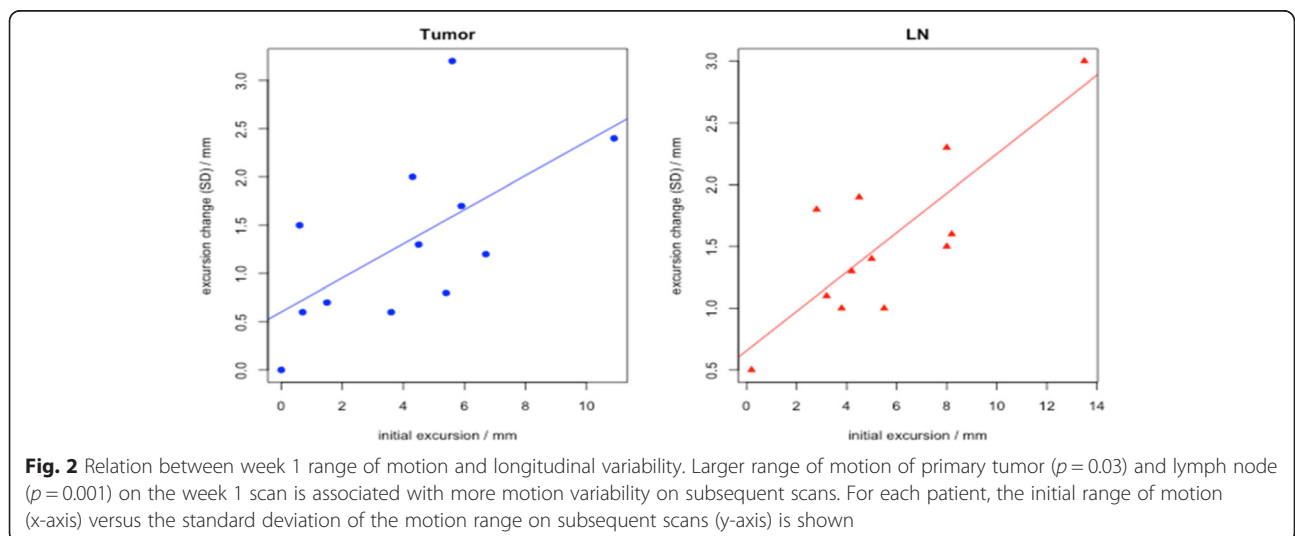 Tumor
excursion change (SD) / mm
0.0 0.5 1.0 1.5 2.0 2.5 3.0
0 2 4 6 8 10
initial excursion / mm
LN
excursion change (SD) / mm
0.5 1.0 1.5 2.0 2.5 3.0
0 2 4 6 8 10 12 14
initial excursion / mm
Fig. 2 Relation between week 1 range of motion and longitudinal variability. Larger range of motion of primary tumor (p = 0.03) and lymph node
(p = 0.001) on the week 1 scan is associated with more motion variability on subsequent scans. For each patient, the initial range of motion
(x-axis) versus the standard deviation of the motion range on subsequent scans (y-axis) is shown